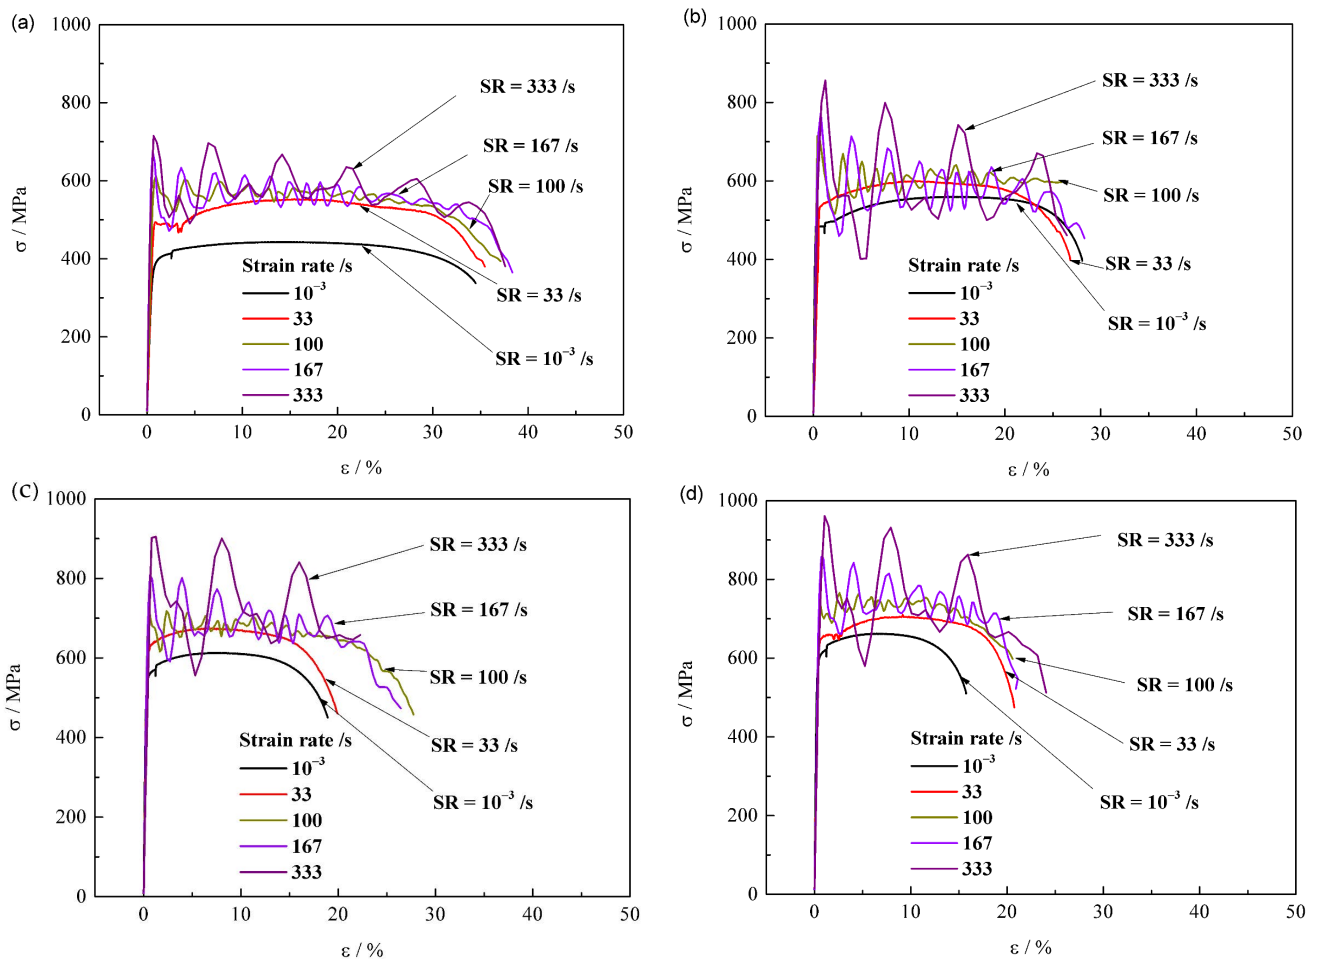 (a)
1000
800
600
400
200
0
σ / MPa
SR = 333 /s
SR = 167 /s
SR = 100 /s
SR = 33 /s
SR = 10⁻³ /s
Strain rate /s
10⁻³
33
100
167
333
0 10 20 30 40 50
ε / %
(b)
1000
800
600
400
200
0
σ / MPa
SR = 333 /s
SR = 167 /s
SR = 100 /s
SR = 33 /s
SR = 10⁻³ /s
Strain rate /s
10⁻³
33
100
167
333
0 10 20 30 40 50
ε / %
(c)
1000
800
600
400
200
0
σ / MPa
SR = 333 /s
SR = 167 /s
SR = 100 /s
SR = 33 /s
SR = 10⁻³ /s
Strain rate /s
10⁻³
33
100
167
333
0 10 20 30 40 50
ε / %
(d)
1000
800
600
400
200
0
σ / MPa
SR = 333 /s
SR = 167 /s
SR = 100 /s
SR = 33 /s
SR = 10⁻³ /s
Strain rate /s
10⁻³
33
100
167
333
0 10 20 30 40 50
ε / %